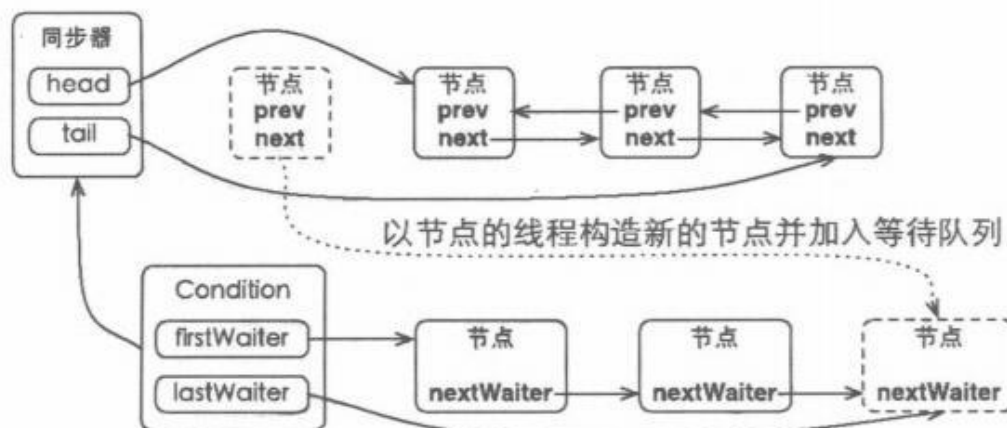 同步器
head
tail
节点
prev
next
节点
prev
next
节点
prev
next
节点
prev
next
以节点的线程构造新的节点并加入等待队列
Condition
firstWaiter
lastWaiter
节点
nextWaiter
节点
nextWaiter
节点
nextWaiter